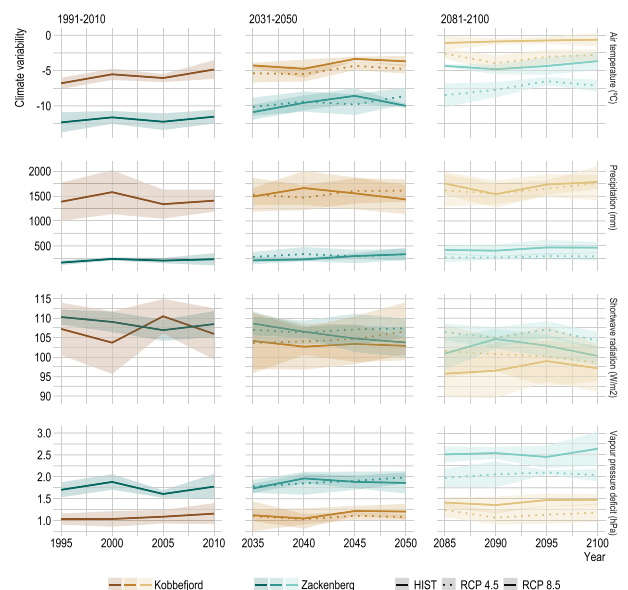 1991-2010
2031-2050
2081-2100
Climate variability
0
-5
-10
Air temperature (ºC)
2000
1500
1000
500
Precipitation (mm)
115
110
105
100
95
90
Shortwave radiation (W/m2)
3.0
2.5
2.0
1.5
1.0
Vapour pressure deficit (hPa)
1995 2000 2005 2010
2035 2040 2045 2050
2085 2090 2095 2100
Year
Kobbefjord
Zackenberg
HIST RCP 4.5 RCP 8.5